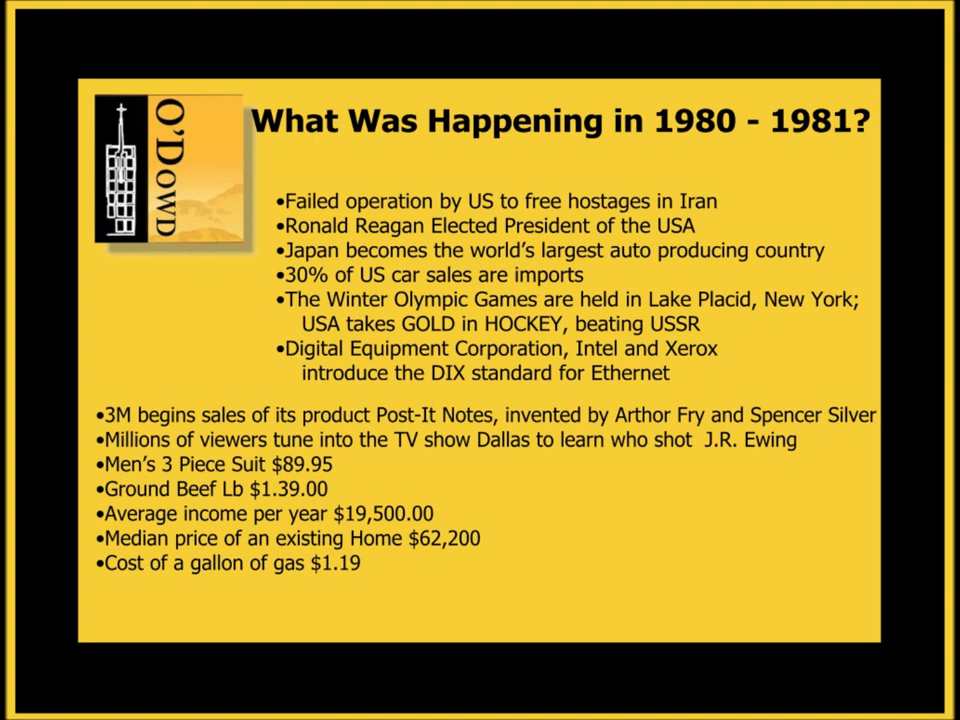 O'DOWD
What Was Happening in 1980 - 1981?
•Failed operation by US to free hostages in Iran
•Ronald Reagan Elected President of the USA
•Japan becomes the world's largest auto producing country
•30% of US car sales are imports
•The Winter Olympic Games are held in Lake Placid, New York;
USA takes GOLD in HOCKEY, beating USSR
•Digital Equipment Corporation, Intel and Xerox
introduce the DIX standard for Ethernet
•3M begins sales of its product Post-It Notes, invented by Arthor Fry and Spencer Silver
•Millions of viewers tune into the TV show Dallas to learn who shot J.R. Ewing
•Men's 3 Piece Suit $89.95
•Ground Beef Lb $1.39.00
•Average income per year $19,500.00
•Median price of an existing Home $62,200
•Cost of a gallon of gas $1.19